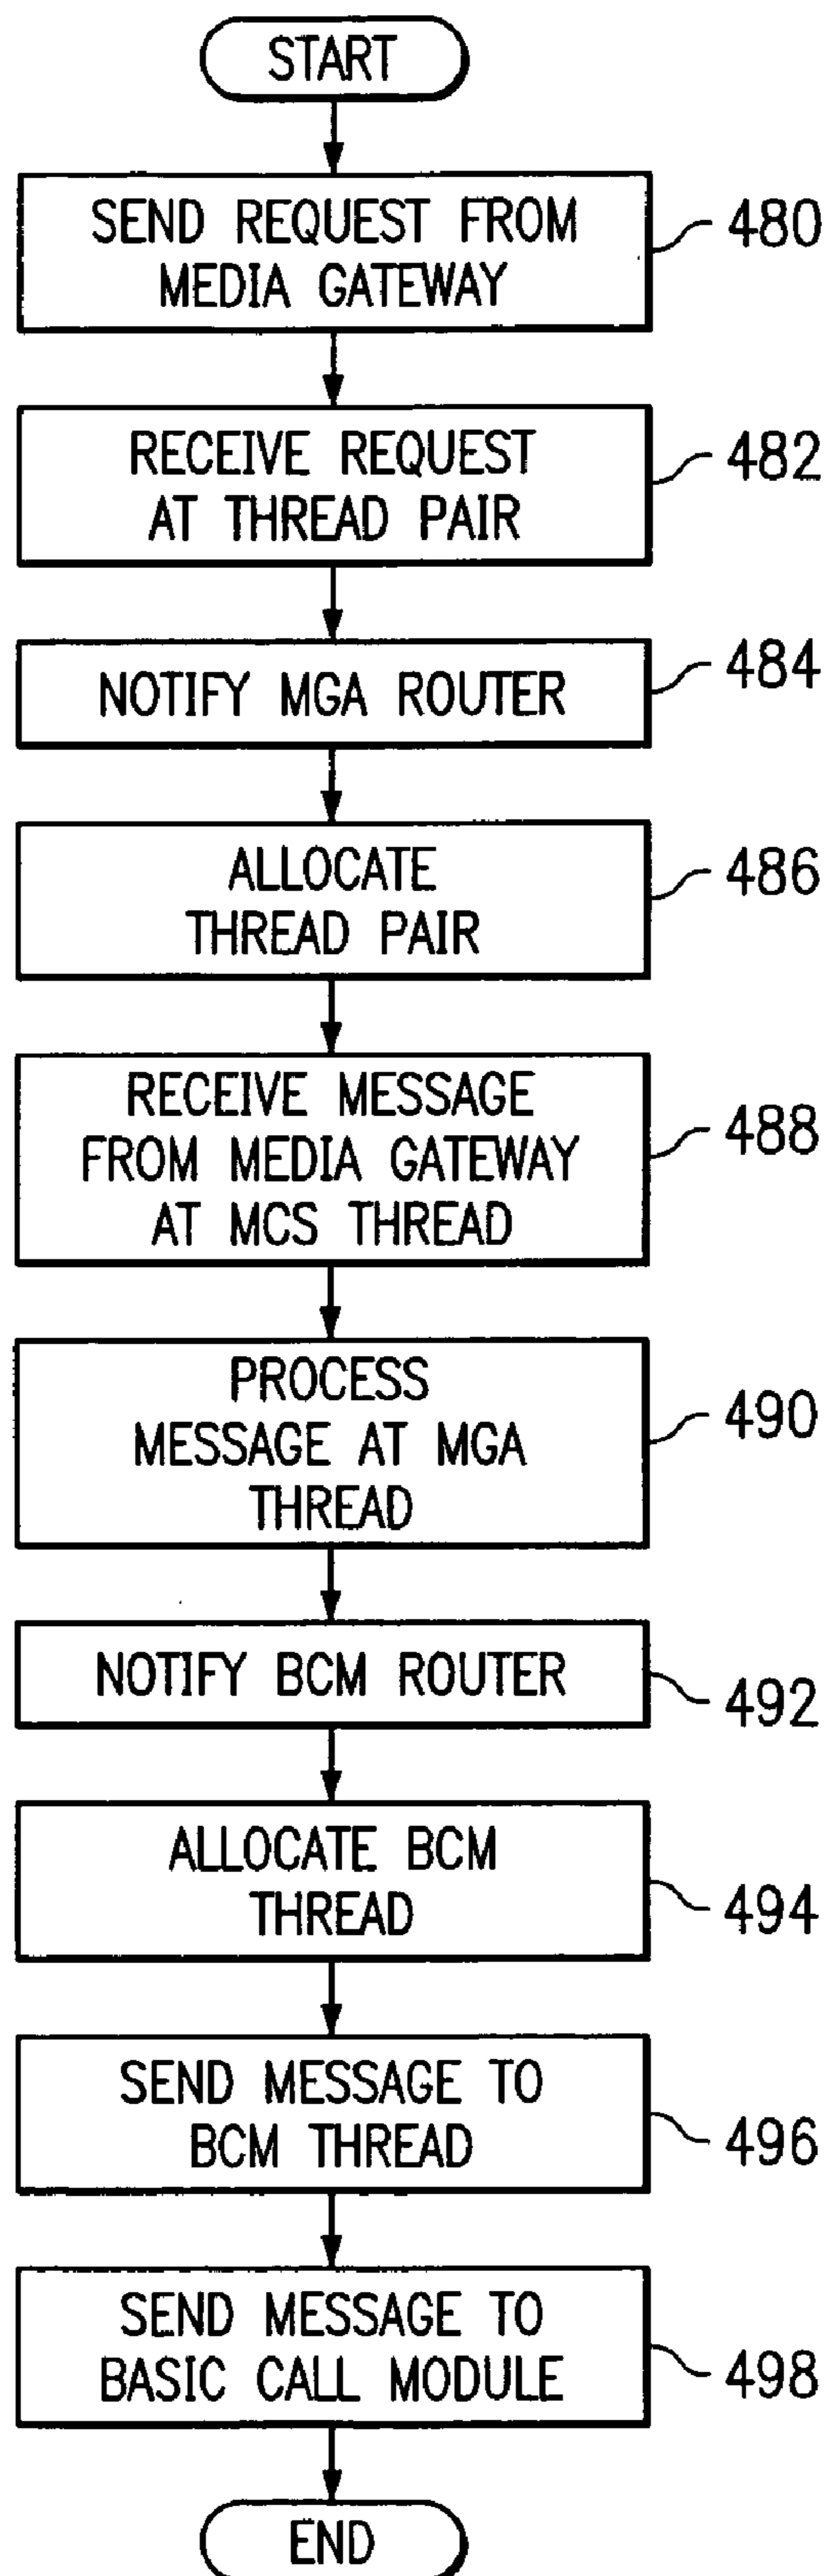 START
SEND REQUEST FROM
MEDIA GATEWAY
480
RECEIVE REQUEST
AT THREAD PAIR
482
NOTIFY MGA ROUTER
484
ALLOCATE
THREAD PAIR
486
RECEIVE MESSAGE
FROM MEDIA GATEWAY
AT MCS THREAD
488
PROCESS
MESSAGE AT MGA
THREAD
490
NOTIFY BCM ROUTER
492
ALLOCATE BCM
THREAD
494
SEND MESSAGE TO
BCM THREAD
496
SEND MESSAGE TO
BASIC CALL MODULE
498
END